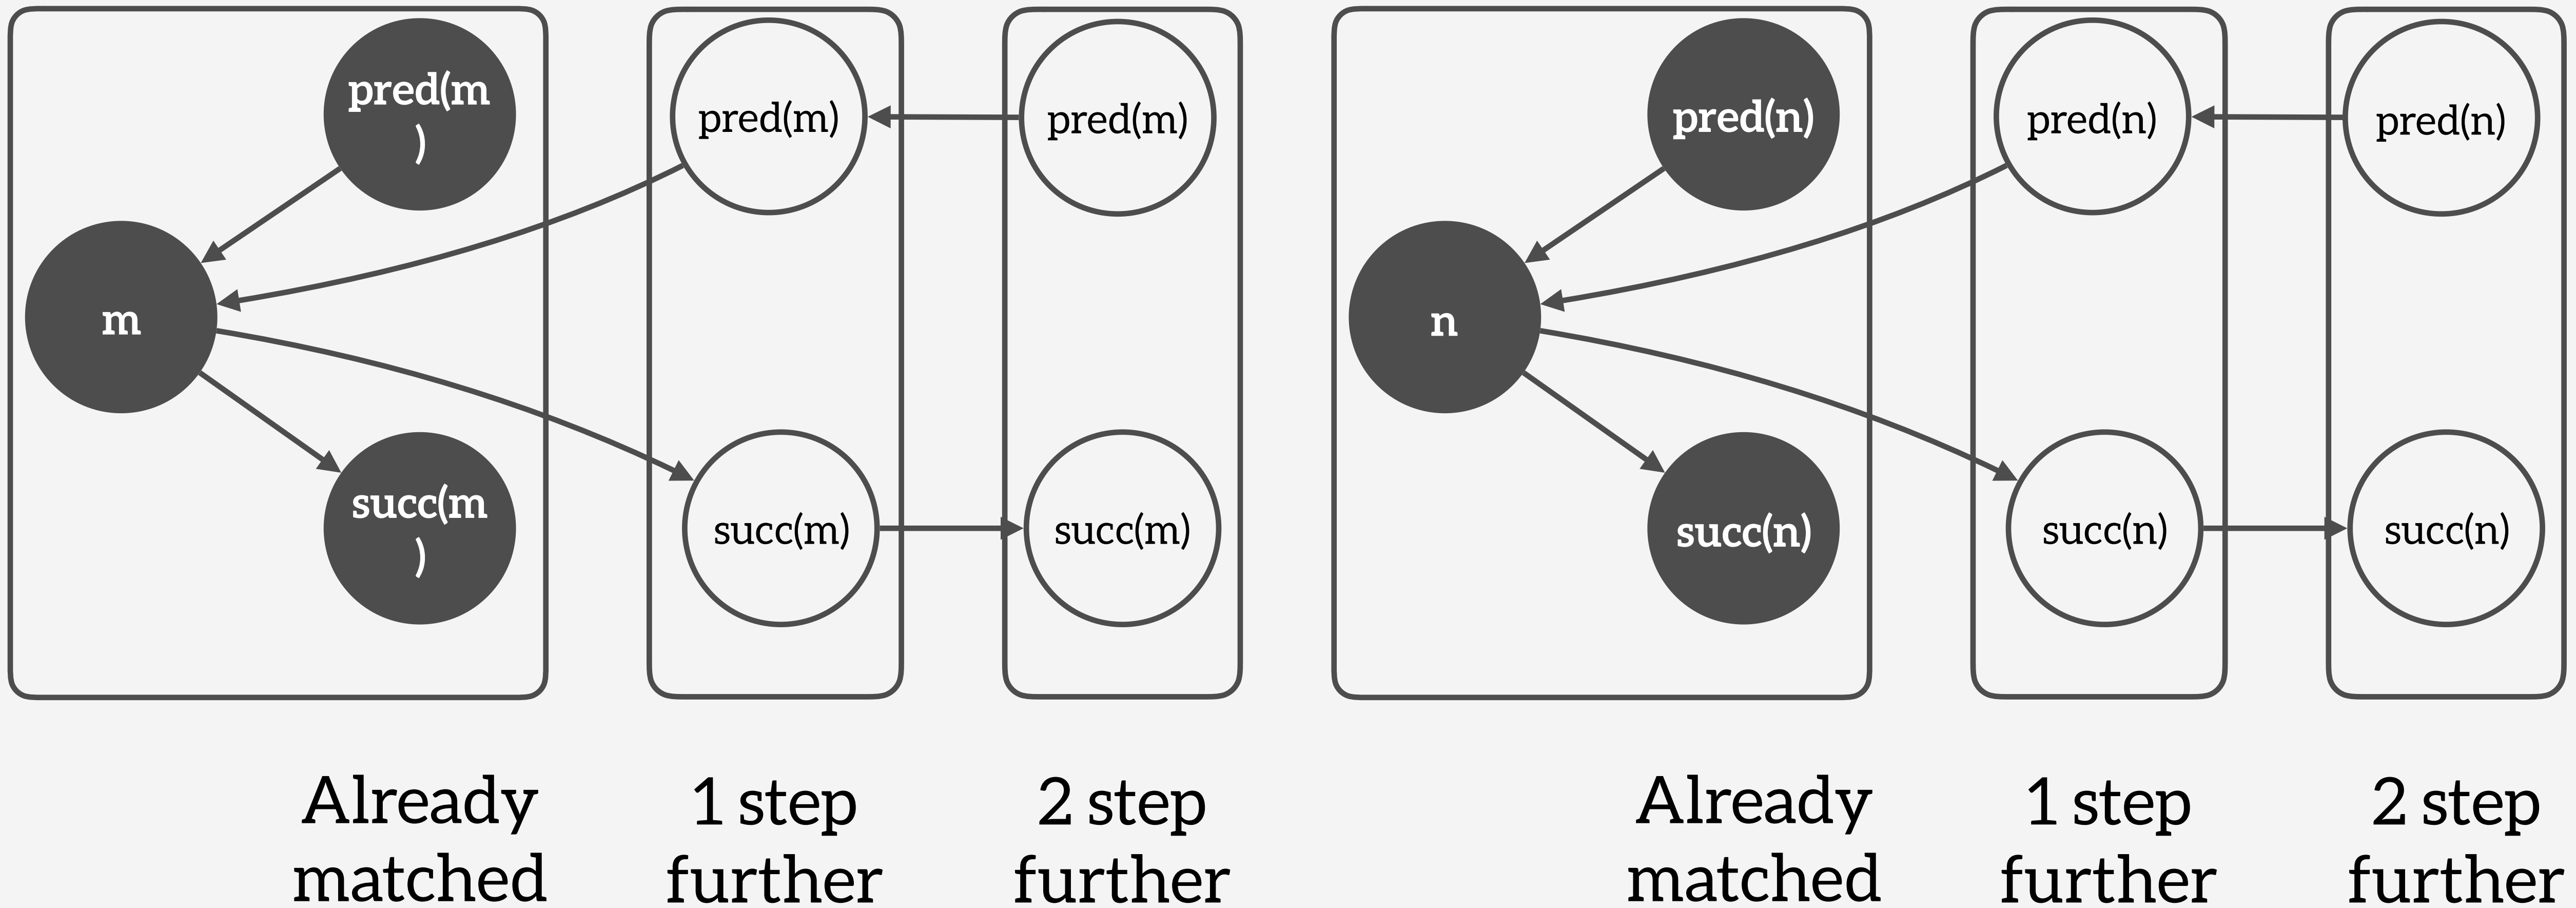 pred(m
)
pred(m)
pred(m)
m
succ(m
)
succ(m)
succ(m)
Already
matched
1 step
further
2 step
further
pred(n)
pred(n)
pred(n)
n
succ(n)
succ(n)
succ(n)
Already
matched
1 step
further
2 step
further